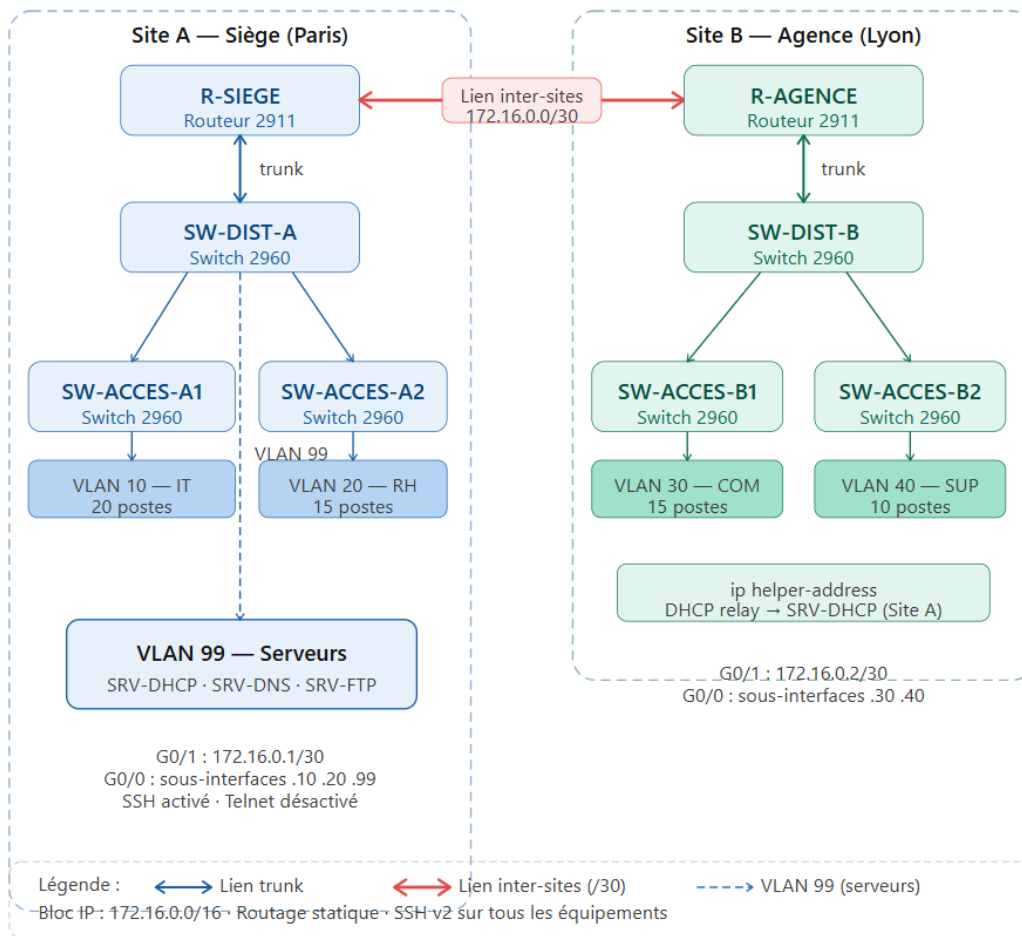 Site A — Siège (Paris)
Site B — Agence (Lyon)
R-SIEGE
Routeur 2911
Lien inter-sites
172.16.0.0/30
R-AGENCE
Routeur 2911
trunk
trunk
SW-DIST-A
Switch 2960
SW-DIST-B
Switch 2960
SW-ACCES-A1
Switch 2960
SW-ACCES-A2
Switch 2960
SW-ACCES-B1
Switch 2960
SW-ACCES-B2
Switch 2960
VLAN 99
VLAN 10 — IT
20 postes
VLAN 20 — RH
15 postes
VLAN 30 — COM
15 postes
VLAN 40 — SUP
10 postes
ip helper-address
DHCP relay → SRV-DHCP (Site A)
VLAN 99 — Serveurs
SRV-DHCP · SRV-DNS · SRV-FTP
G0/1 : 172.16.0.2/30
G0/0 : sous-interfaces .30 .40
G0/1 : 172.16.0.1/30
G0/0 : sous-interfaces .10 .20 .99
SSH activé · Telnet désactivé
Légende :
Lien trunk
Lien inter-sites (/30)
VLAN 99 (serveurs)
Bloc IP : 172.16.0.0/16 · Routage statique · SSH v2 sur tous les équipements